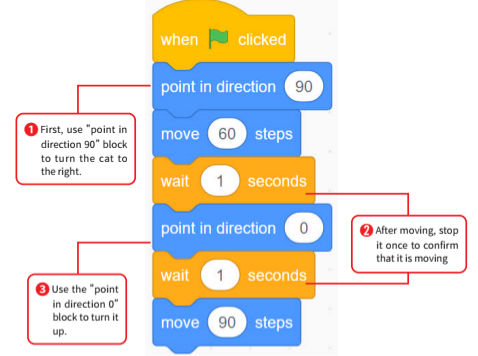 when clicked
point in direction 90
❶ First, use “point in
direction 90” block
to turn the cat to
the right.
move 60 steps
wait 1 seconds
point in direction 0
❷ After moving, stop
it once to confirm
that it is moving
wait 1 seconds
❸ Use the “point
in direction 0”
block to turn it
up.
move 90 steps